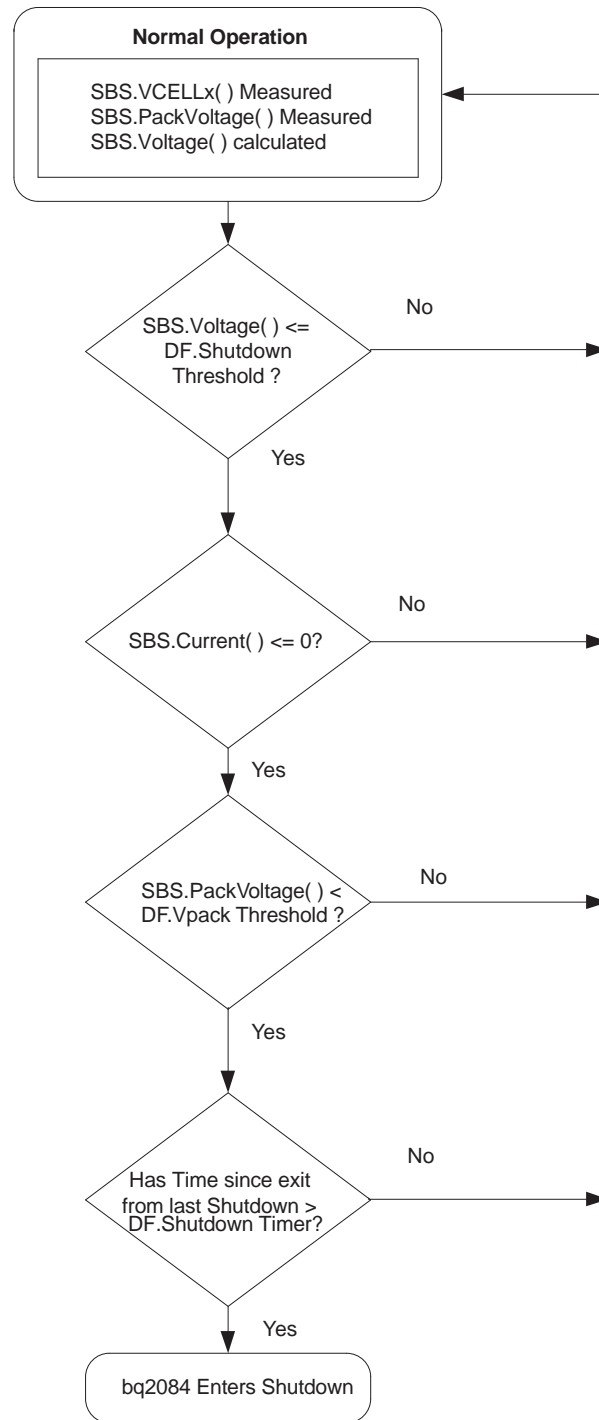 Normal Operation
SBS.VCELLx( ) Measured
SBS.PackVoltage( ) Measured
SBS.Voltage( ) calculated
SBS.Voltage( ) <=
DF.Shutdown
Threshold ?
No
Yes
SBS.Current( ) <= 0?
No
Yes
SBS.PackVoltage( ) <
DF.Vpack Threshold ?
No
Yes
Has Time since exit
from last Shutdown >
DF.Shutdown Timer?
No
Yes
bq2084 Enters Shutdown